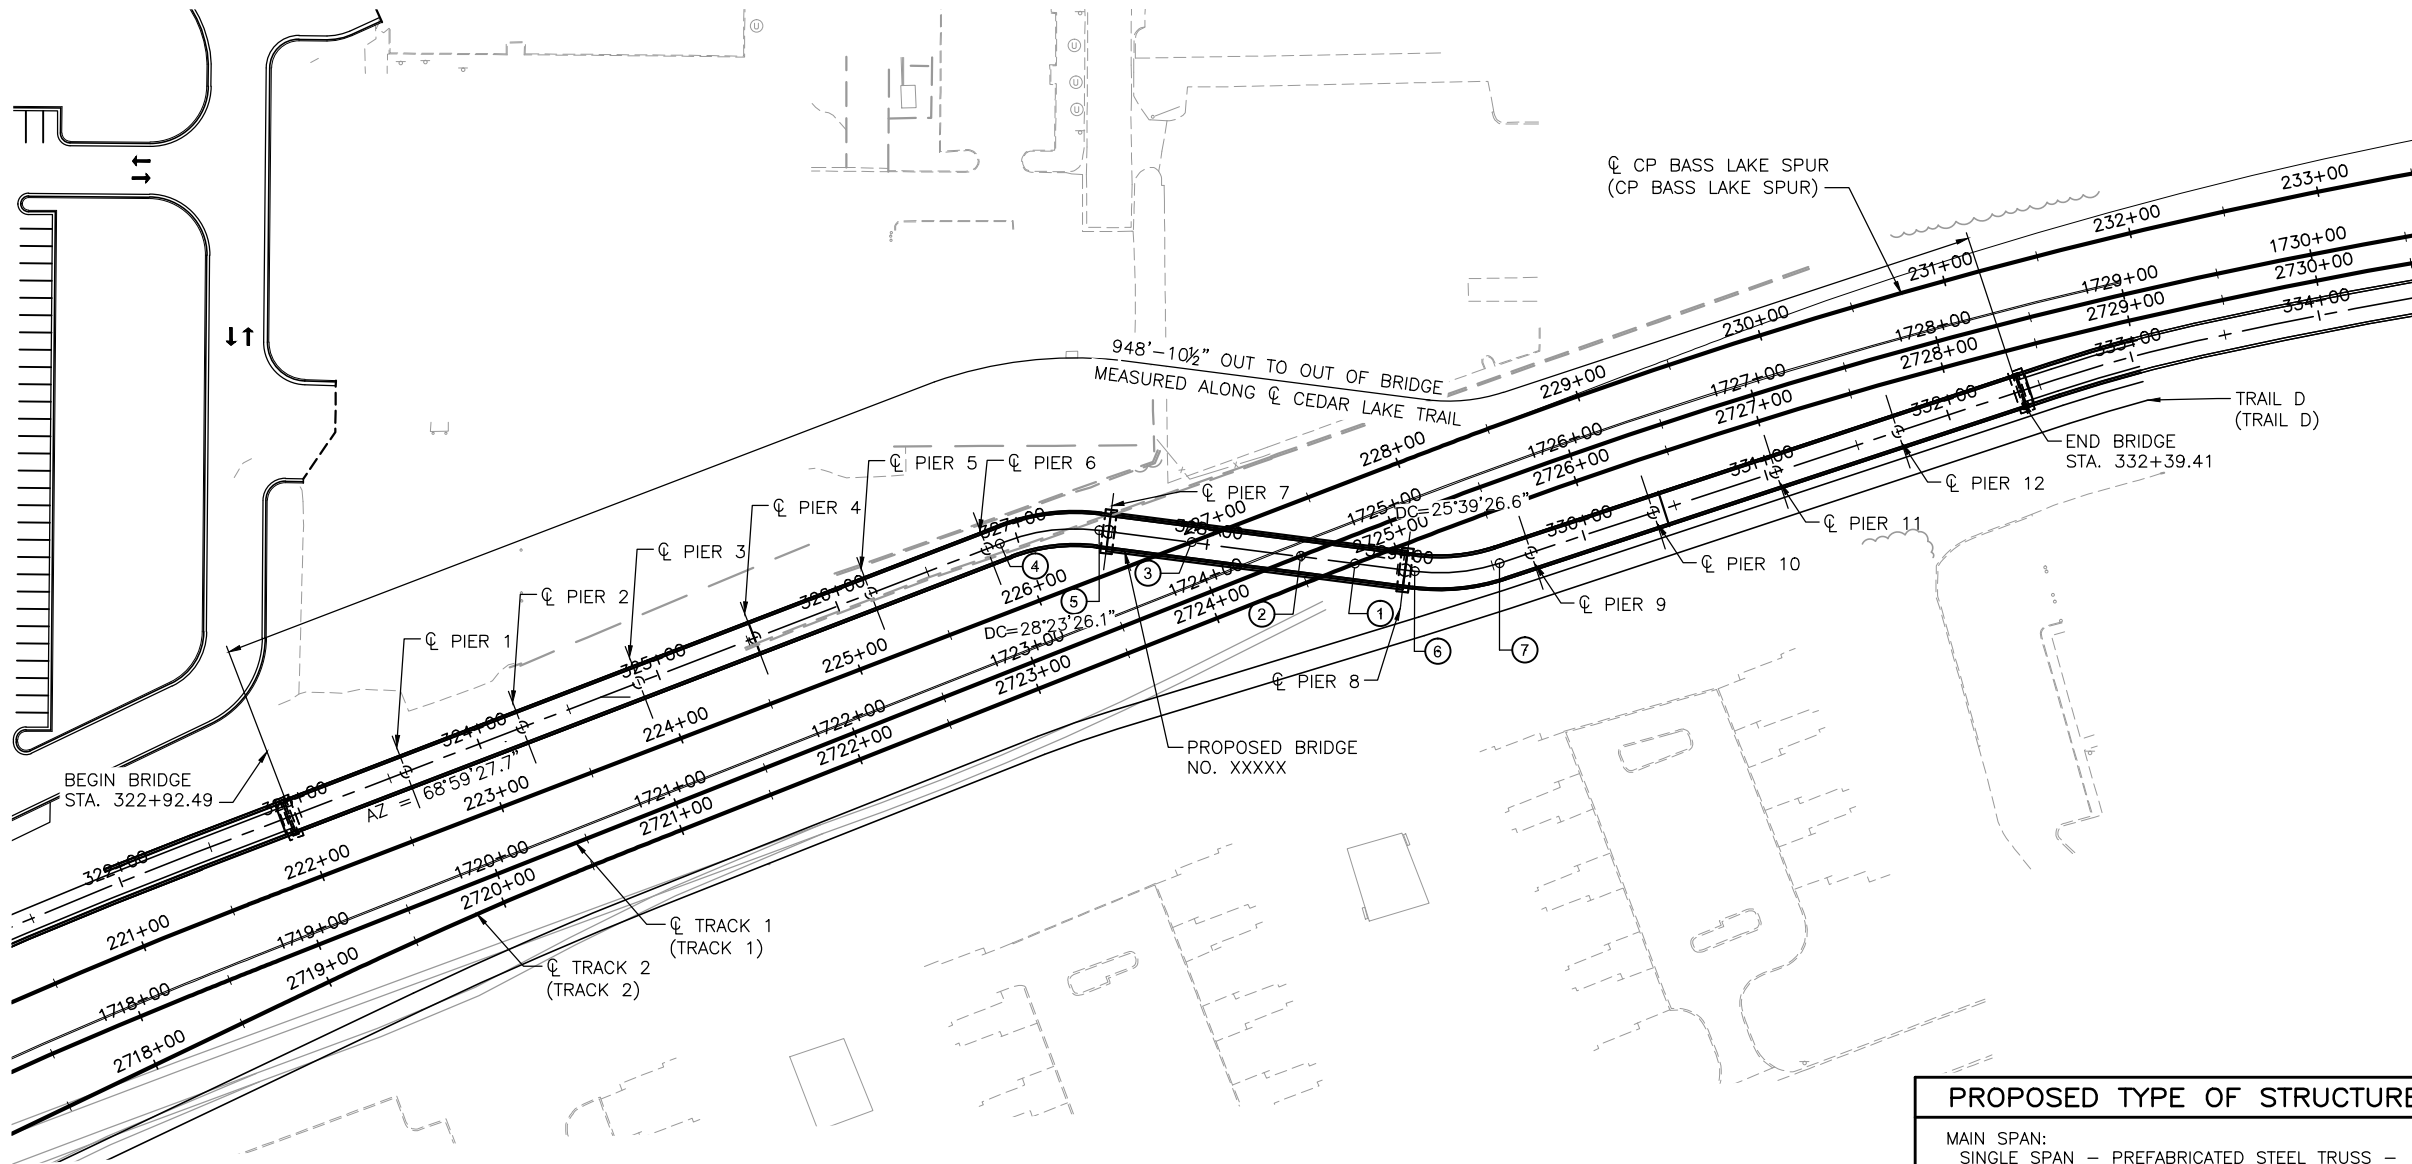 ℄ CP BASS LAKE SPUR
(CP BASS LAKE SPUR)
233+00
232+00
231+00
230+00
229+00
228+00
227+00
226+00
225+00
224+00
223+00
222+00
221+00
1730+00
1729+00
1728+00
1727+00
1726+00
1725+00
1724+00
1723+00
1722+00
1721+00
1720+00
1719+00
1718+00
2730+00
2729+00
2728+00
2727+00
2726+00
2725+00
2724+00
2723+00
2722+00
2721+00
2720+00
2719+00
2718+00
334+00
333+00
332+00
331+00
330+00
329+00
328+00
327+00
326+00
325+00
324+00
323+00
322+00
948'-10½" OUT TO OUT OF BRIDGE
MEASURED ALONG ℄ CEDAR LAKE TRAIL
TRAIL D
(TRAIL D)
END BRIDGE
STA. 332+39.41
℄ PIER 1
℄ PIER 2
℄ PIER 3
℄ PIER 4
℄ PIER 5
℄ PIER 6
℄ PIER 7
℄ PIER 8
℄ PIER 9
℄ PIER 10
℄ PIER 11
℄ PIER 12
DC=25°39'26.6"
DC=28°23'26.1"
AZ = 68°59'27.7"
4
3
5
2
1
6
7
PROPOSED BRIDGE
NO. XXXXX
BEGIN BRIDGE
STA. 322+92.49
℄ TRACK 1
(TRACK 1)
℄ TRACK 2
(TRACK 2)
U
U
U
U
PROPOSED TYPE OF STRUCTURE
MAIN SPAN:
SINGLE SPAN – PREFABRICATED STEEL TRUSS –